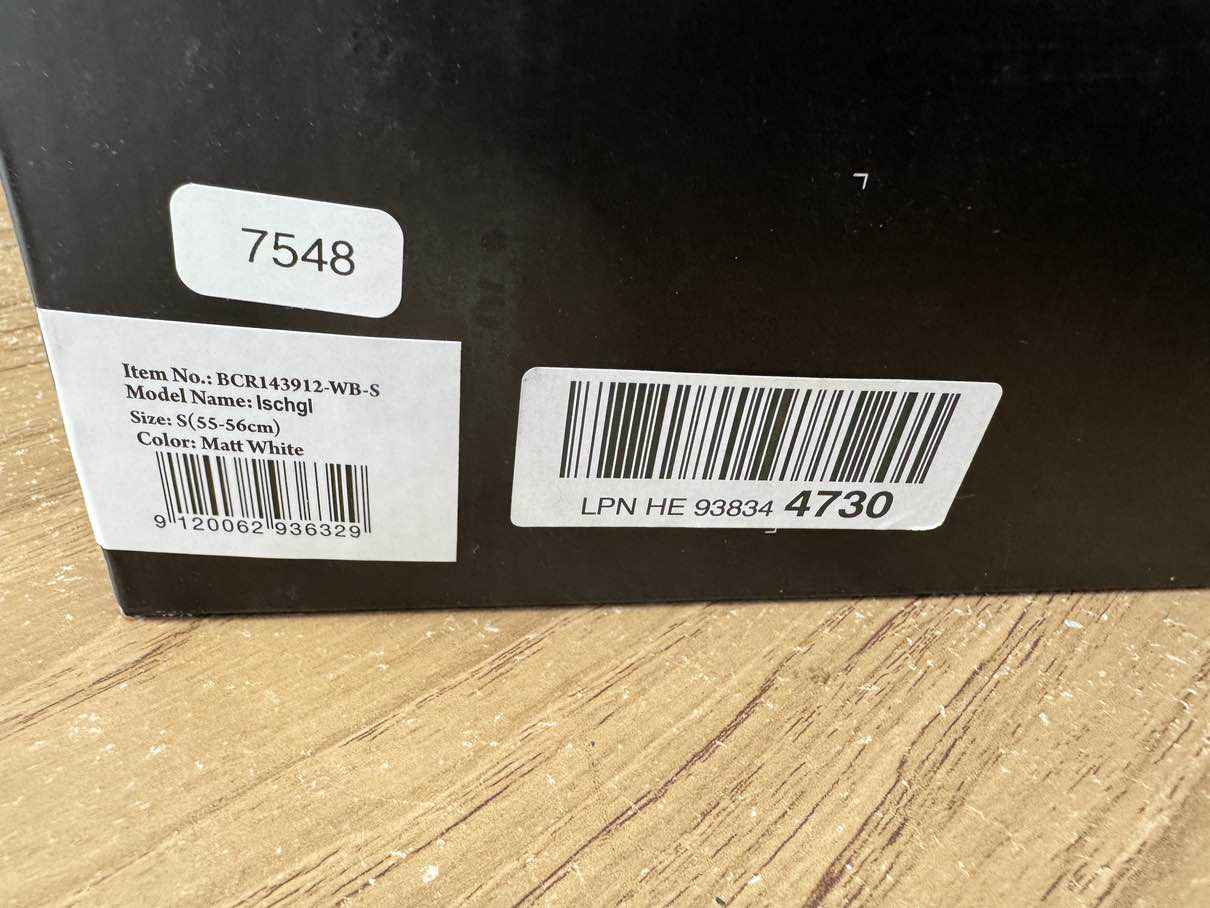 7548
Item No.: BCR143912-WB-S
Model Name: Ischgl
Size: S(55-56cm)
Color: Matt White
9 120062 936329
LPN HE 93834 4730